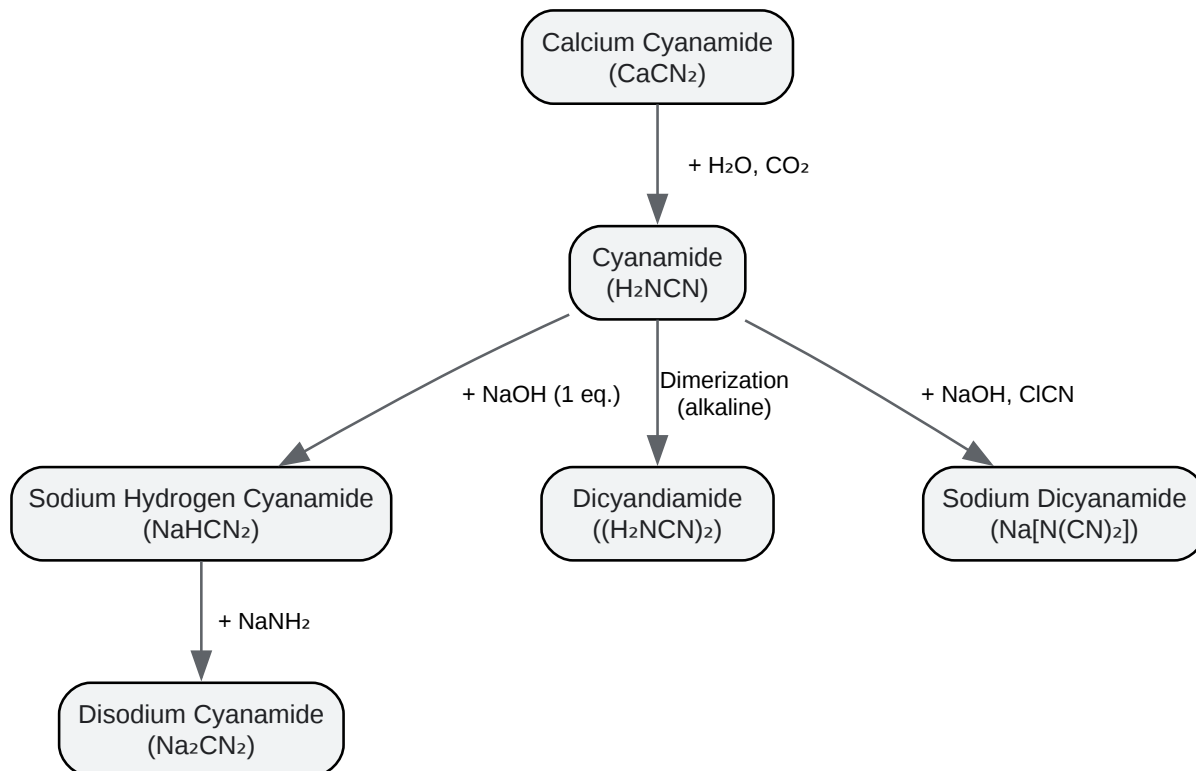 Calcium Cyanamide
(CaCN₂)
+ H₂O, CO₂
Cyanamide
(H₂NCN)
+ NaOH (1 eq.)
Dimerization
(alkaline)
+ NaOH, ClCN
Sodium Hydrogen Cyanamide
(NaHCN₂)
Dicyandiamide
((H₂NCN)₂)
Sodium Dicyanamide
(Na[N(CN)₂])
+ NaNH₂
Disodium Cyanamide
(Na₂CN₂)